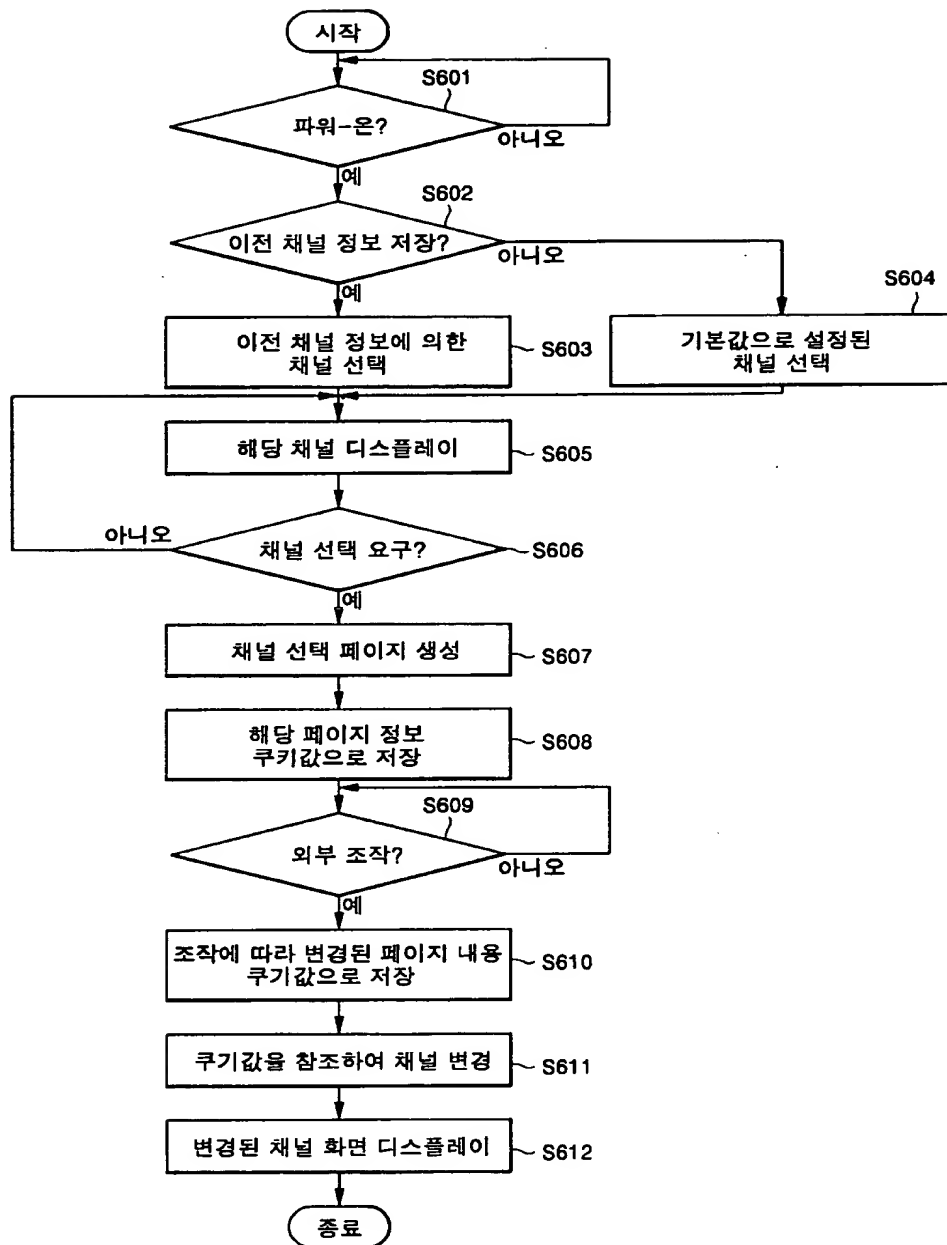 시작
S601
파워-온?
아니오
예
S602
이전 채널 정보 저장?
아니오
예
S604
이전 채널 정보에 의한
채널 선택
S603
기본값으로 설정된
채널 선택
해당 채널 디스플레이
S605
아니오
채널 선택 요구?
S606
예
채널 선택 페이지 생성
S607
해당 페이지 정보
쿠키값으로 저장
S608
S609
외부 조작?
아니오
예
조작에 따라 변경된 페이지 내용
쿠기값으로 저장
S610
쿠기값을 참조하여 채널 변경
S611
변경된 채널 화면 디스플레이
S612
종료